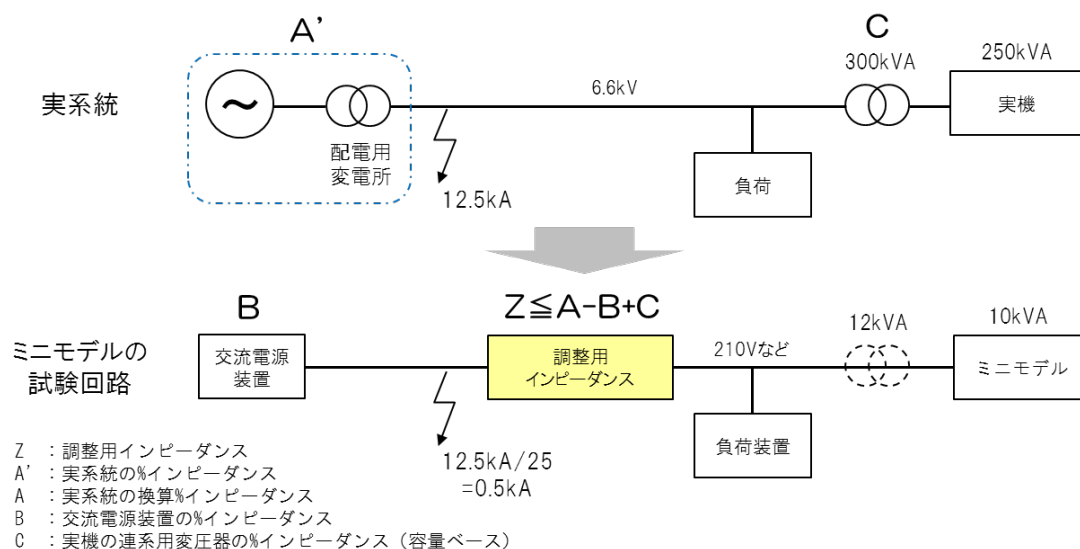 A'
C
300kVA
250kVA
実系統
~
6.6kV
実機
配電用
変電所
負荷
12.5kA
B
Z≦A-B+C
12kVA
10kVA
ミニモデルの
試験回路
交流電源
装置
調整用
インピーダンス
210Vなど
ミニモデル
負荷装置
12.5kA/25
=0.5kA
Z :調整用インピーダンス
A' :実系統の%インピーダンス
A :実系統の換算%インピーダンス
B :交流電源装置の%インピーダンス
C :実機の連系用変圧器の%インピーダンス(容量ベース)